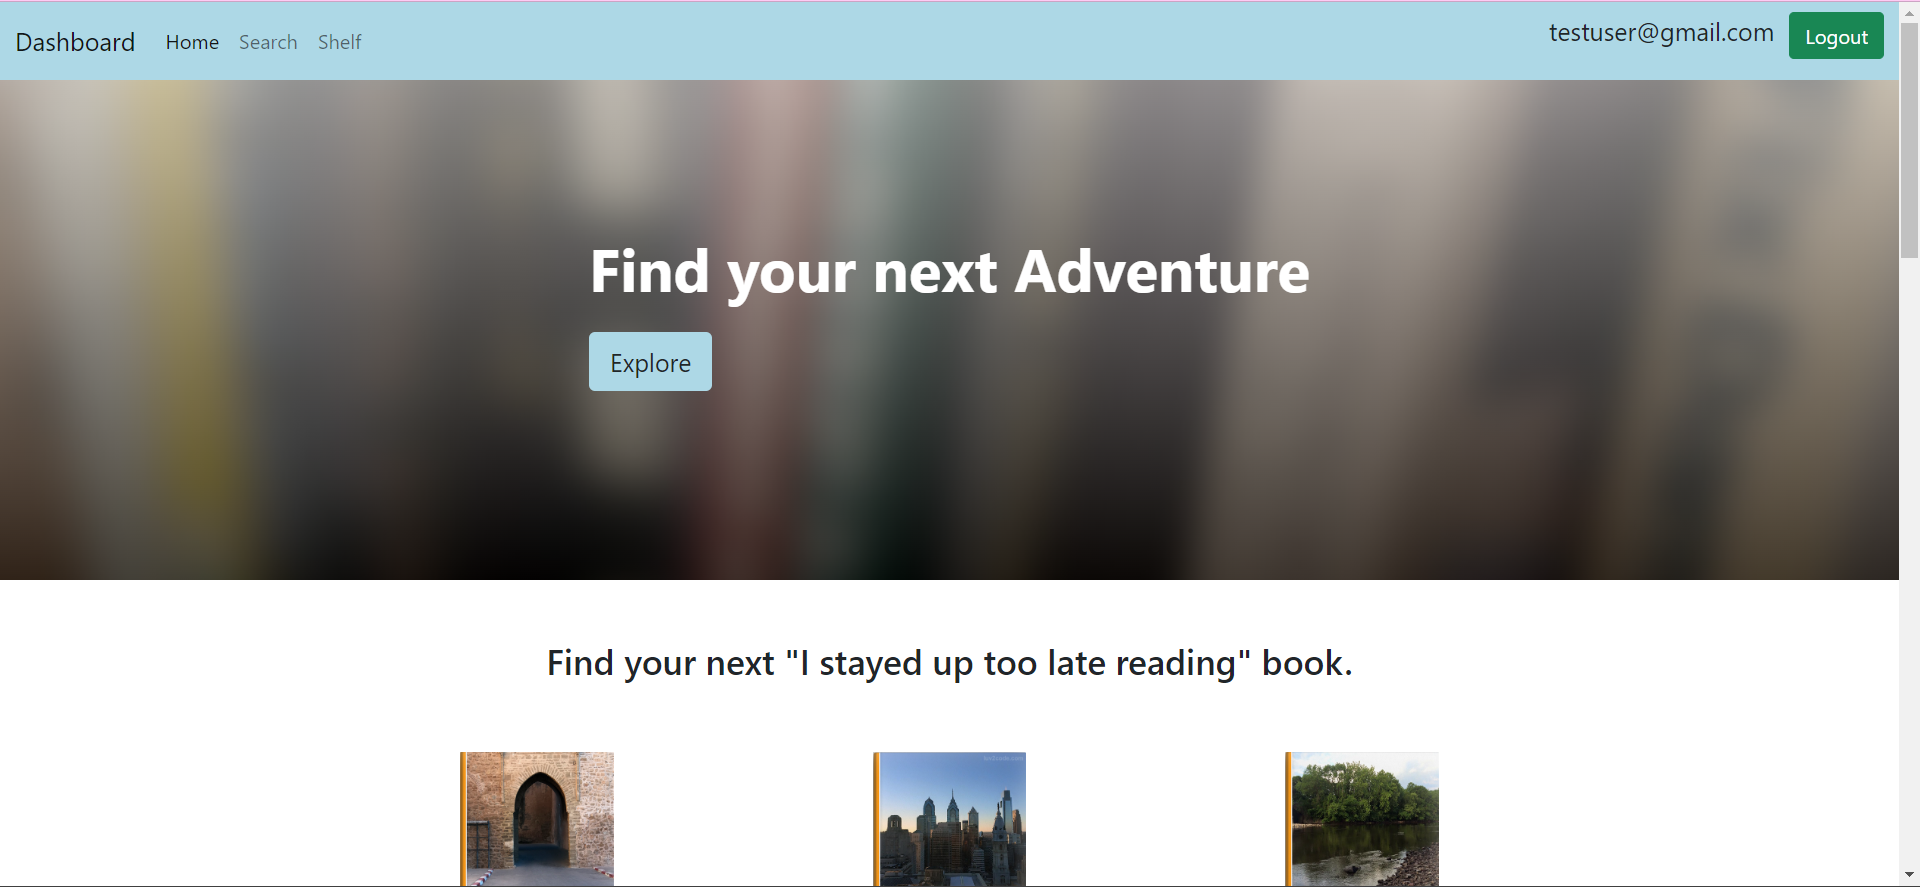 Dashboard Home Search Shelf testuser@gmail.com Logout
Find your next Adventure
Explore
Find your next "I stayed up too late reading" book.